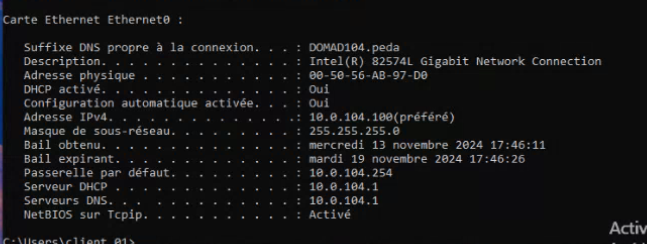 Carte Ethernet Ethernet0 :
Suffixe DNS propre à la connexion. . . : DOMAD104.peda
Description. . . . . . . . . . . . . . : Intel(R) 82574L Gigabit Network Connection
Adresse physique . . . . . . . . . . . : 00-50-56-AB-97-D0
DHCP activé. . . . . . . . . . . . . . : Oui
Configuration automatique activée. . . : Oui
Adresse IPv4. . . . . . . . . . . . . .: 10.0.104.100(préféré)
Masque de sous-réseau. . . . . . . . . : 255.255.255.0
Bail obtenu. . . . . . . . . . . . . . : mercredi 13 novembre 2024 17:46:11
Bail expirant. . . . . . . . . . . . . : mardi 19 novembre 2024 17:46:26
Passerelle par défaut. . . . . . . . . : 10.0.104.254
Serveur DHCP . . . . . . . . . . . . . : 10.0.104.1
Serveurs DNS. . . . . . . . . . . . . : 10.0.104.1
NetBIOS sur Tcpip. . . . . . . . . . . : Activé
Activ
C:\Users\client 01>